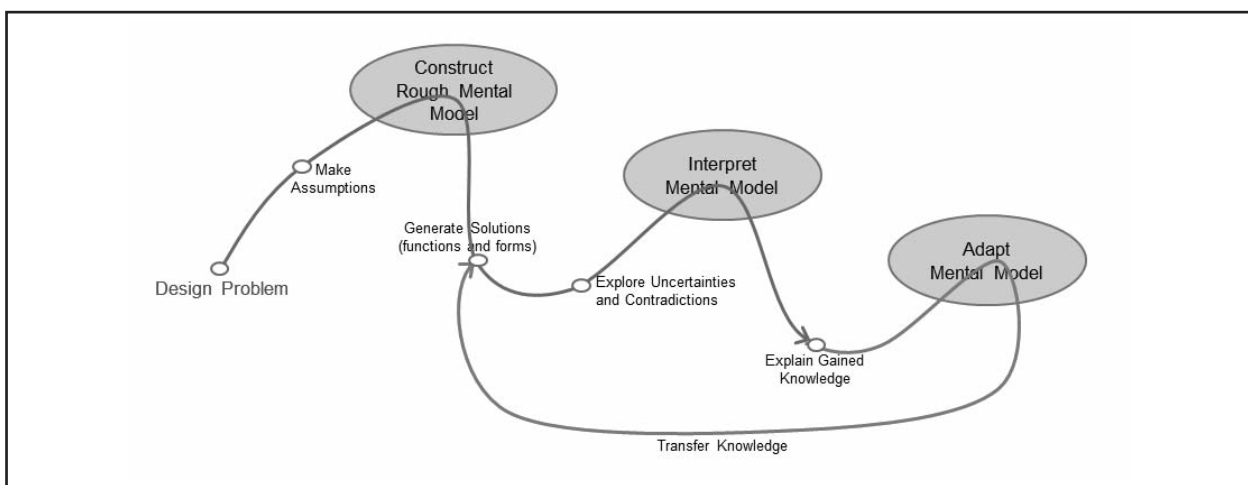 Construct
Rough Mental
Model
Make
Assumptions
Design Problem
Generate Solutions
(functions and forms)
Interpret
Mental Model
Explore Uncertainties
and Contradictions
Adapt
Mental Model
Explain Gained
Knowledge
Transfer Knowledge